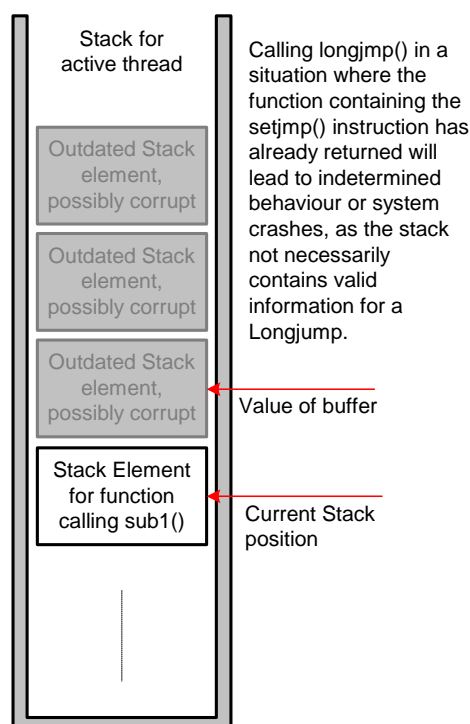 Stack for
active thread
Calling longjmp() in a
situation where the
function containing the
setjmp() instruction has
already returned will
lead to indetermined
behaviour or system
crashes, as the stack
not necessarily
contains valid
information for a
Longjump.
Outdated Stack
element,
possibly corrupt
Outdated Stack
element,
possibly corrupt
Outdated Stack
element,
possibly corrupt
Value of buffer
Stack Element
for function
calling sub1()
Current Stack
position